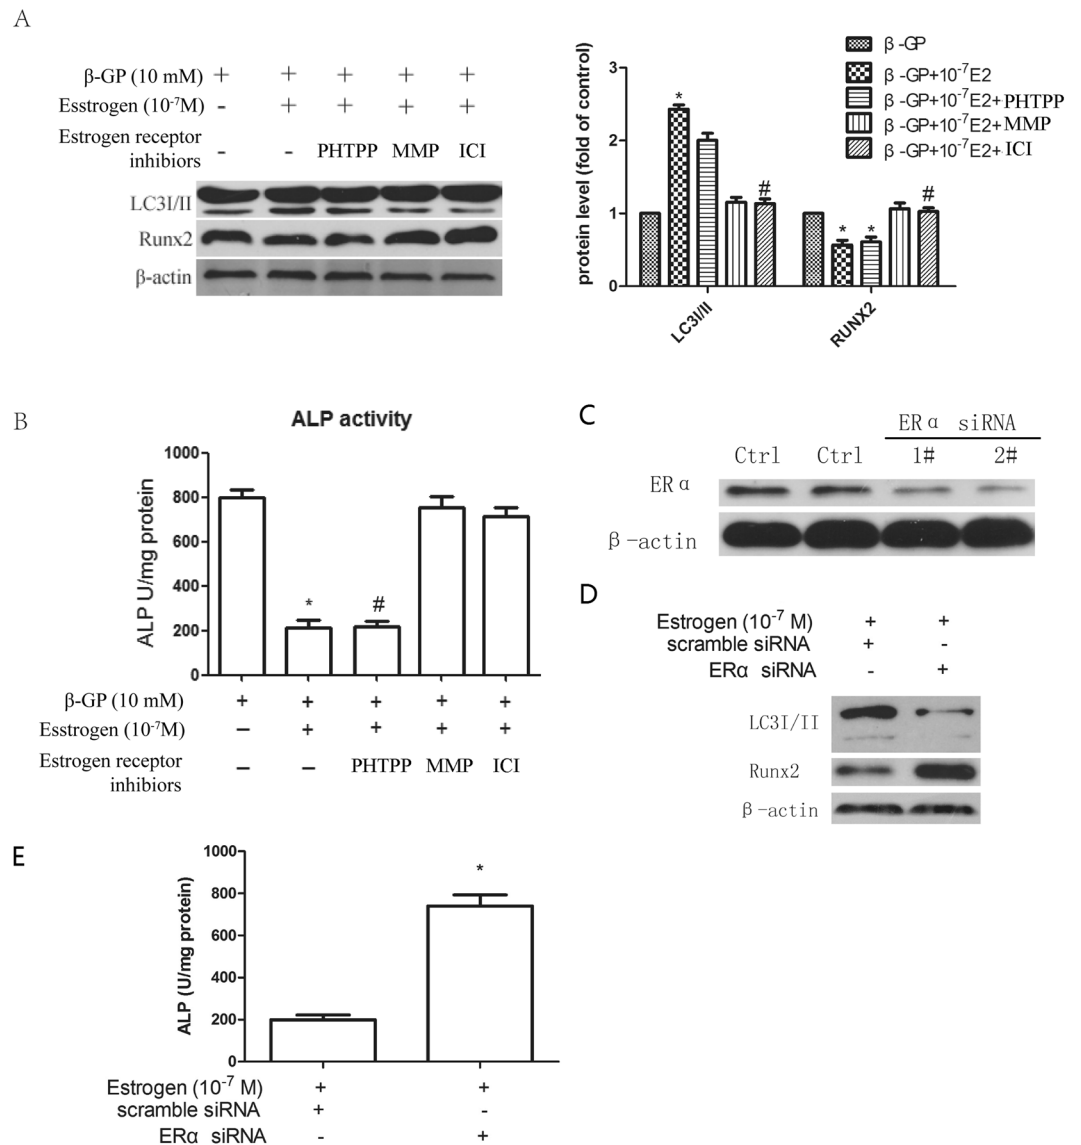 A
β-GP (10 mM) + + + + +
Esstrogen (10-7M) - + + + +
Estrogen receptor
inhibiors - - PHTPP MMP ICI
LC3I/II
Runx2
β-actin
protein level (fold of control)
3
2
1
0
* # * * #
LC3I/II RUNX2
β-GP
β-GP+10-7E2
β-GP+10-7E2+PHTPP
β-GP+10-7E2+MMP
β-GP+10-7E2+ICI
B
ALP activity
ALP U/mg protein
1000
800
600
400
200
0
* #
β-GP (10 mM) + + + + +
Esstrogen (10-7M) – + + + +
Estrogen receptor
inhibiors – – PHTPP MMP ICI
C
ERα siRNA
Ctrl Ctrl 1# 2#
ERα
β-actin
D
Estrogen (10-7 M) + +
scramble siRNA + -
ERα siRNA - +
LC3I/II
Runx2
β-actin
E
ALP (U/mg protein)
1000
800
600
400
200
0
*
Estrogen (10-7 M) + +
scramble siRNA + -
ERα siRNA - +